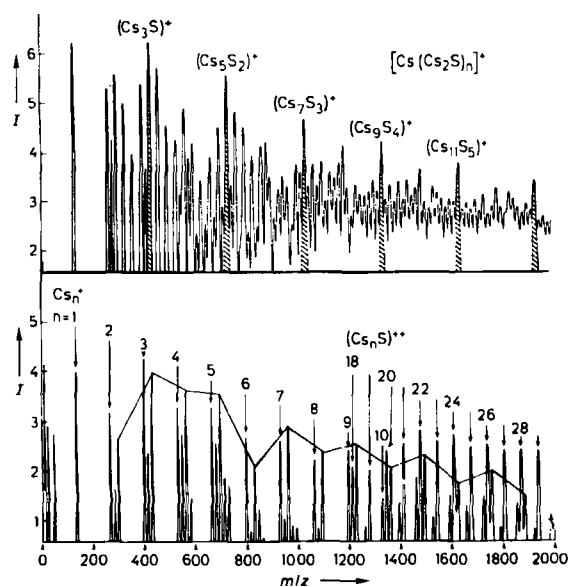 (Cs₃S)⁺
(Cs₅S₂)⁺
[Cs(Cs₂S)ₙ]⁺
(Cs₇S₃)⁺
(Cs₉S₄)⁺
(Cs₁₁S₅)⁺
6
5
4
3
2
I
Csₙ⁺
n=1
2
3
4
5
6
7
8
9
10
(CsₙS)⁺⁺
18
20
22
24
26
28
5
4
3
2
1
I
0 200 400 600 800 1000 1200 1400 1600 1800 2000
m/z